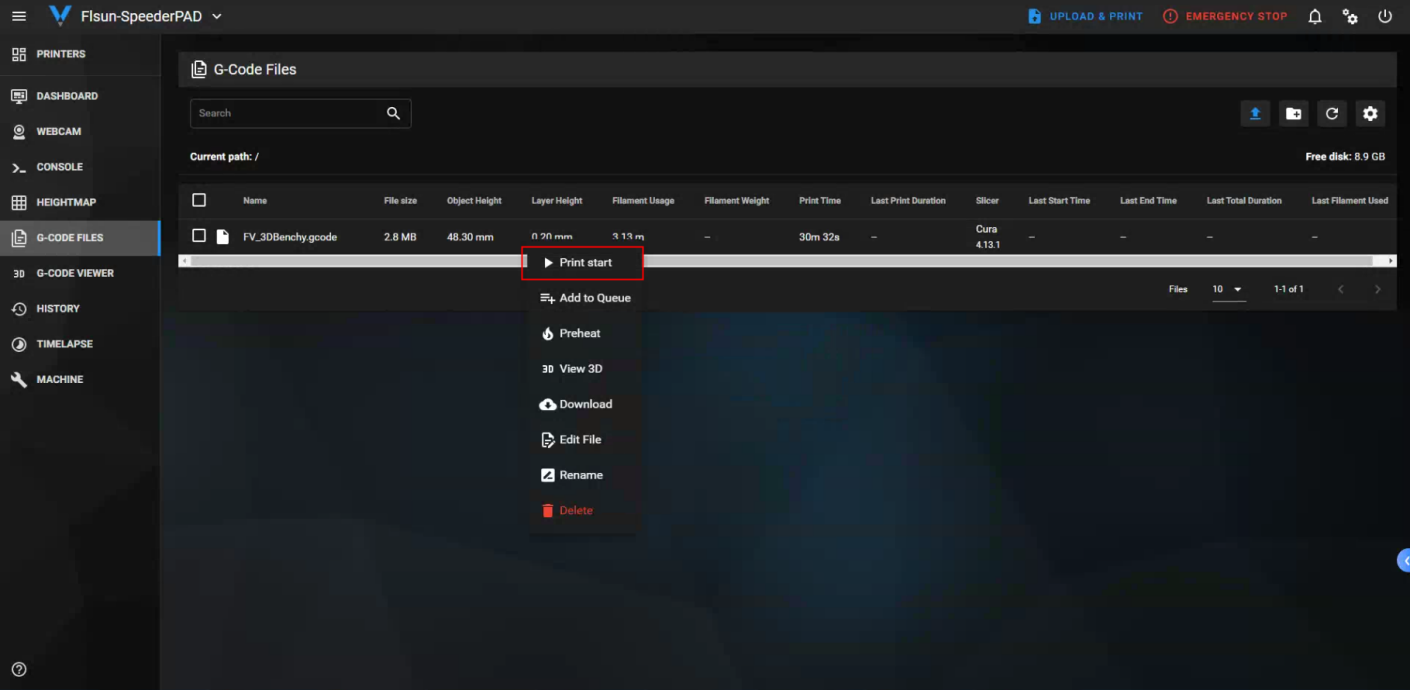 Flsun-SpeederPAD
UPLOAD & PRINT
EMERGENCY STOP
PRINTERS
DASHBOARD
WEBCAM
CONSOLE
HEIGHTMAP
G-CODE FILES
3D G-CODE VIEWER
HISTORY
TIMELAPSE
MACHINE
G-Code Files
Search
Current path: /
Free disk: 8.9 GB
Name File size Object Height Layer Height Filament Usage Filament Weight Print Time Last Print Duration Slicer Last Start Time Last End Time Last Total Duration Last Filament Used
FV_3DBenchy.gcode 2.8 MB 48.30 mm 0.20 mm 3.13 m – 30m 32s – Cura – – – –
4.13.1
Files 10 1-1 of 1
Print start
Add to Queue
Preheat
3D View 3D
Download
Edit File
Rename
Delete